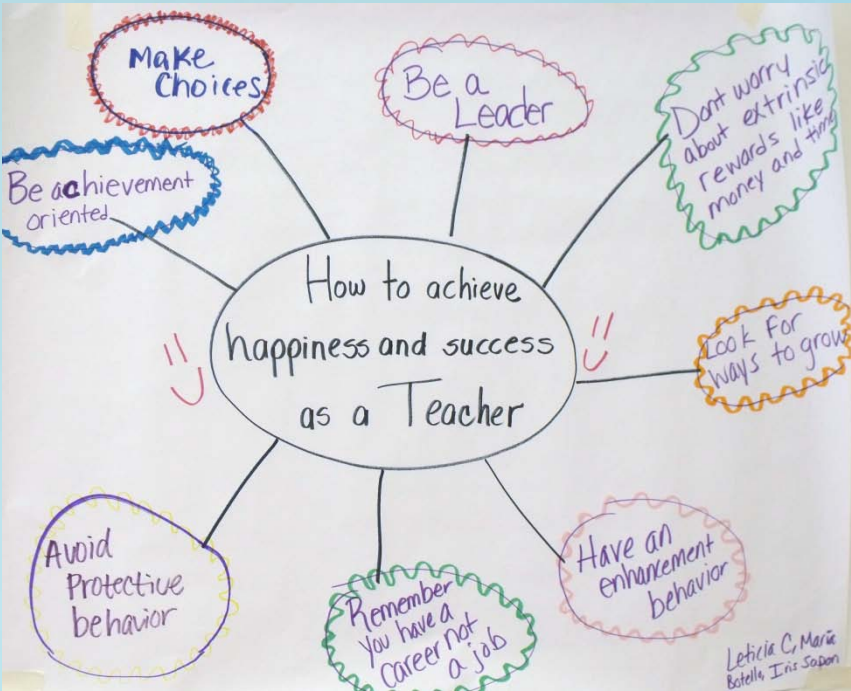 Make
Choices
Be a
Leader
Dont worry
about extrinsic
rewards like
money and time
Be achievement
oriented
How to achieve
happiness and success
as a Teacher
Look For
ways to grow
Avoid
Protective
behavior
Remember
you have a
career not
a job
Have an
enhancement
behavior
Leticia C, Maria
Botello, Iris Sapon